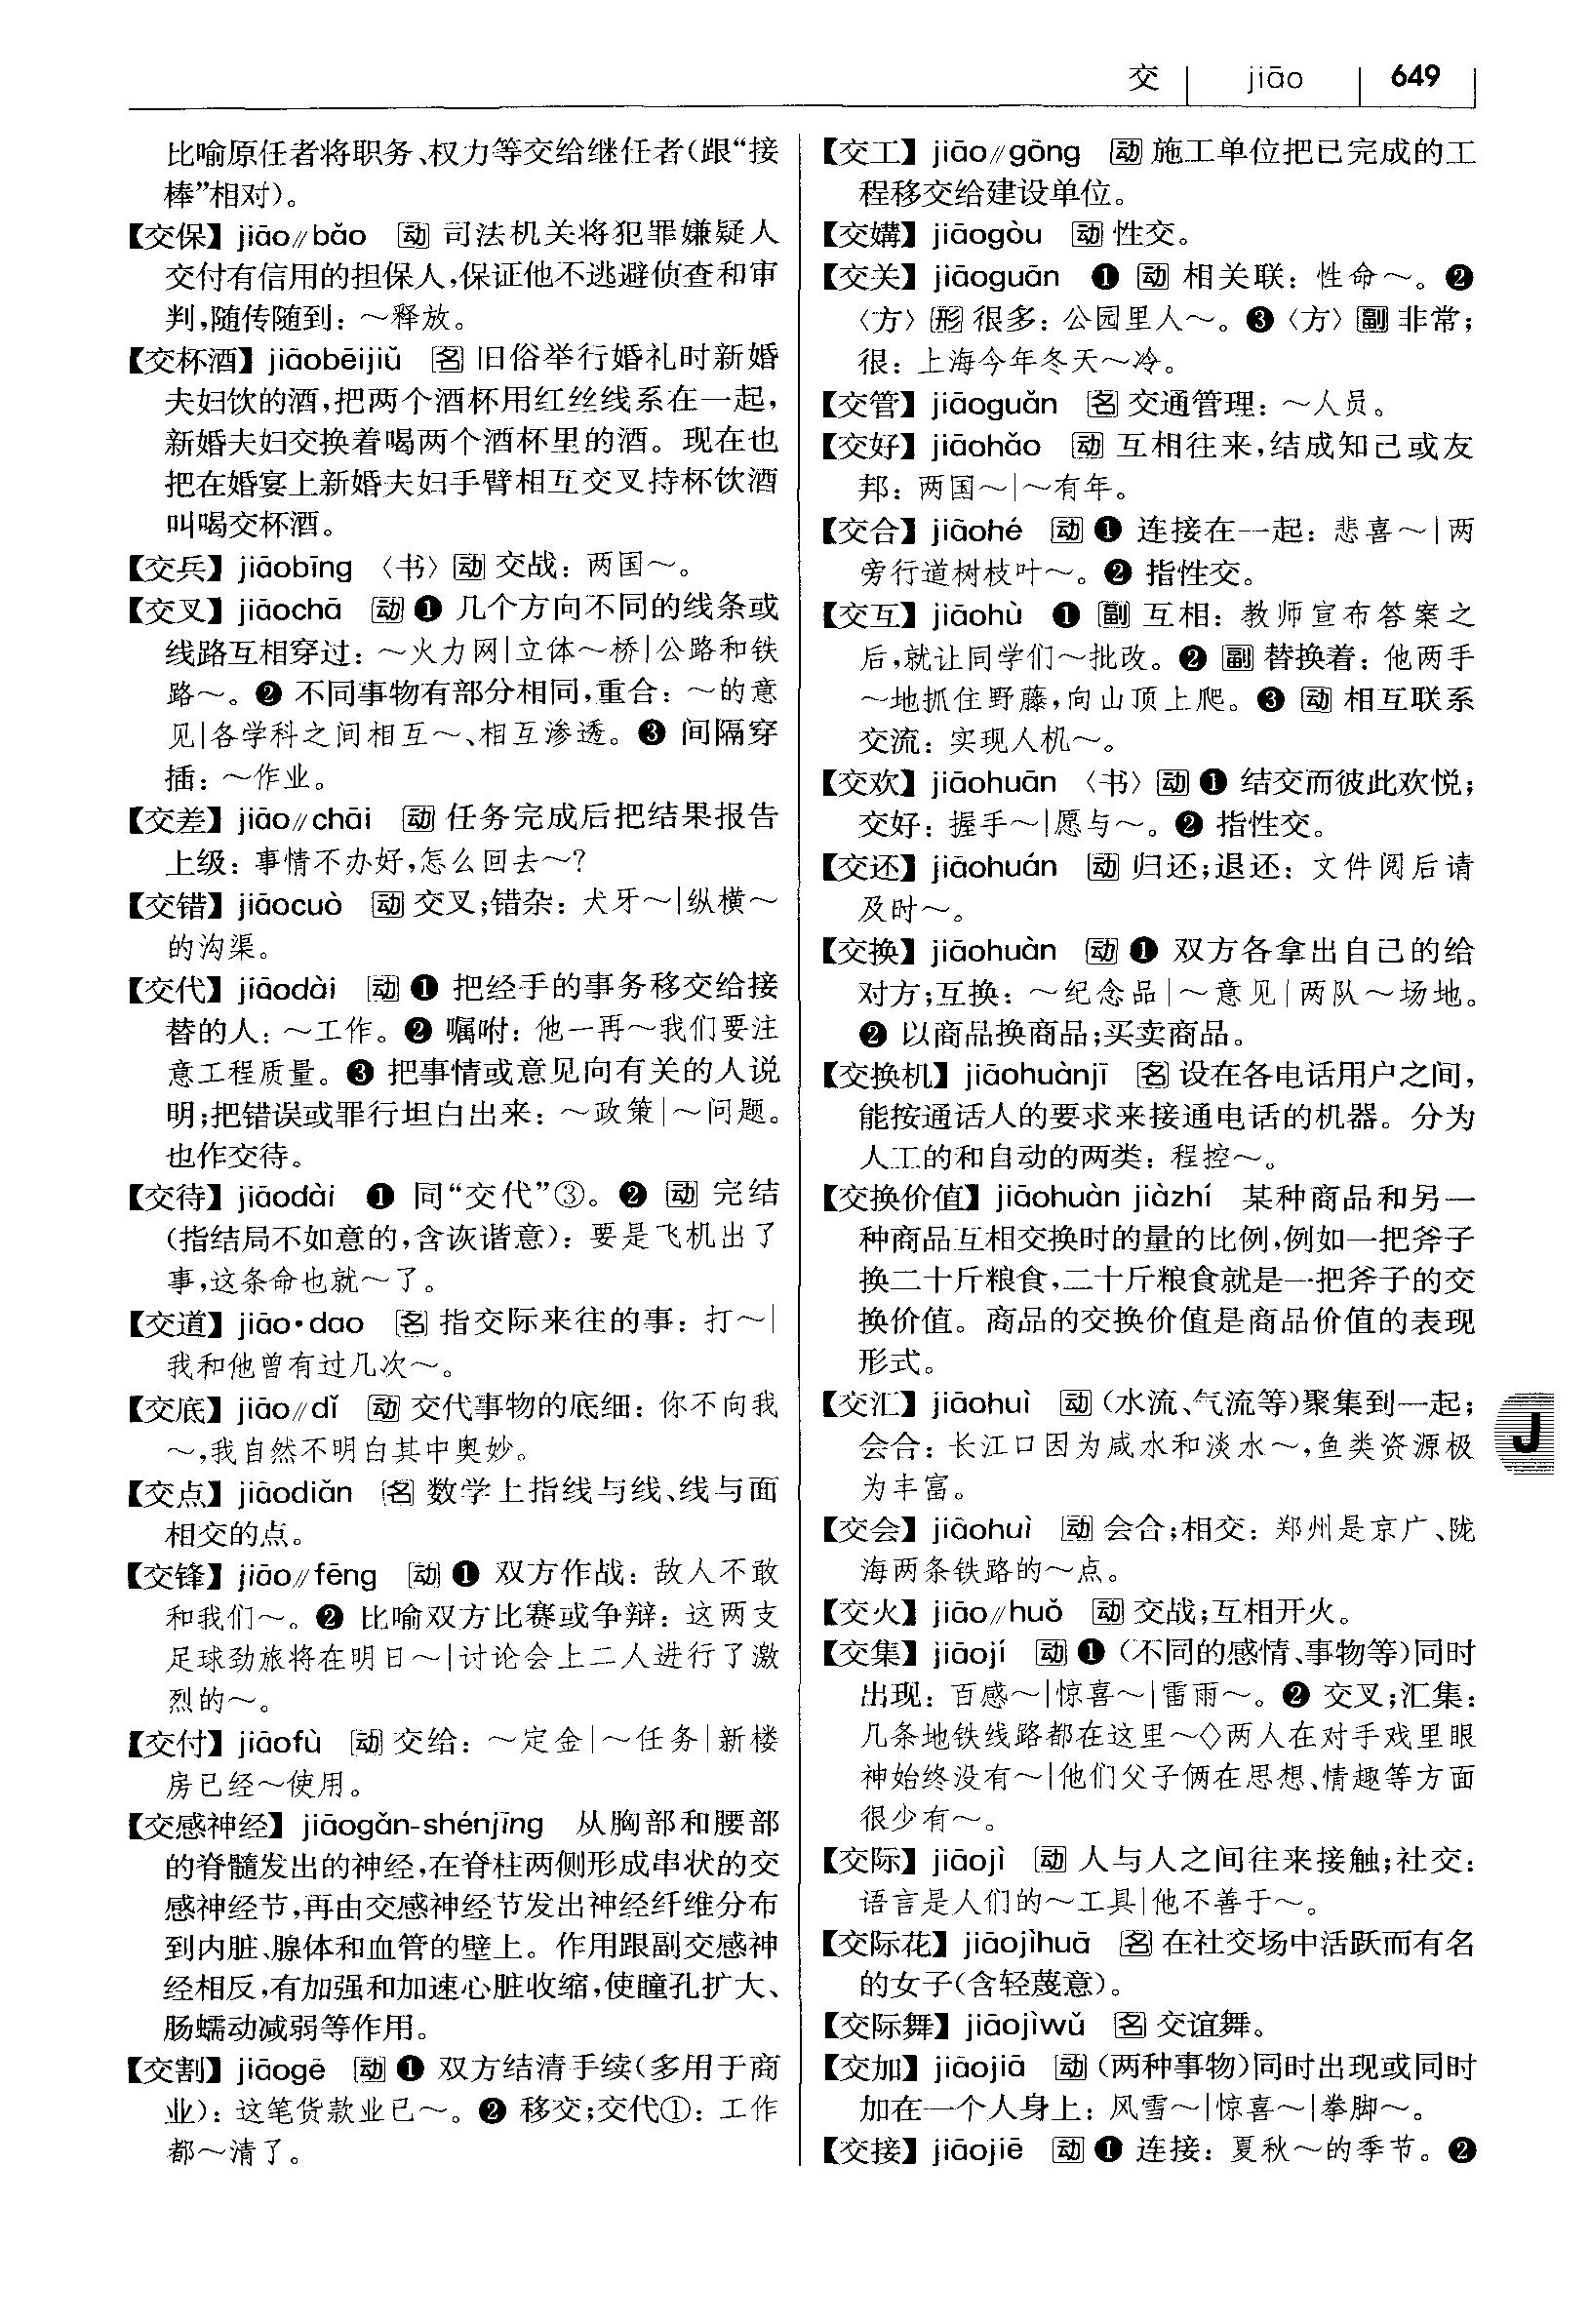 交 jiāo 649
比喻原任者将职务、权力等交给继任者(跟“接
棒”相对)。
【交保】jiāo//bǎo 动 司法机关将犯罪嫌疑人
交付有信用的担保人,保证他不逃避侦查和审
判,随传随到: ～释放。
【交杯酒】jiāobēijiǔ 名 旧俗举行婚礼时新婚
夫妇饮的酒,把两个酒杯用红丝线系在一起,
新婚夫妇交换着喝两个酒杯里的酒。现在也
把在婚宴上新婚夫妇手臂相互交叉持杯饮酒
叫喝交杯酒。
【交兵】jiāobīng 〈书〉动 交战: 两国～。
【交叉】jiāochā 动 ❶ 几个方向不同的线条或
线路互相穿过: ～火力网|立体～桥|公路和铁
路～。❷ 不同事物有部分相同,重合: ～的意
见|各学科之间相互～、相互渗透。❸ 间隔穿
插: ～作业。
【交差】jiāo//chāi 动 任务完成后把结果报告
上级: 事情不办好,怎么回去～?
【交错】jiāocuò 动 交叉;错杂: 犬牙～|纵横～
的沟渠。
【交代】jiāodài 动 ❶ 把经手的事务移交给接
替的人: ～工作。❷ 嘱咐: 他一再～我们要注
意工程质量。❸ 把事情或意见向有关的人说
明;把错误或罪行坦白出来: ～政策|～问题。
也作交待。
【交待】jiāodài ❶ 同“交代”③。❷ 动 完结
(指结局不如意的,含诙谐意): 要是飞机出了
事,这条命也就～了。
【交道】jiāo·dao 名 指交际来往的事: 打～|
我和他曾有过几次～。
【交底】jiāo//dǐ 动 交代事物的底细: 你不向我
～,我自然不明白其中奥妙。
【交点】jiāodiǎn 名 数学上指线与线、线与面
相交的点。
【交锋】jiāo//fēng 动 ❶ 双方作战: 敌人不敢
和我们～。❷ 比喻双方比赛或争辩: 这两支
足球劲旅将在明日～|讨论会上二人进行了激
烈的～。
【交付】jiāofù 动 交给: ～定金|～任务|新楼
房已经～使用。
【交感神经】jiāogǎn-shénjīng 从胸部和腰部
的脊髓发出的神经,在脊柱两侧形成串状的交
感神经节,再由交感神经节发出神经纤维分布
到内脏、腺体和血管的壁上。作用跟副交感神
经相反,有加强和加速心脏收缩,使瞳孔扩大、
肠蠕动减弱等作用。
【交割】jiāogē 动 ❶ 双方结清手续(多用于商
业): 这笔货款业已～。❷ 移交;交代①: 工作
都～清了。
【交工】jiāo//gōng 动 施工单位把已完成的工
程移交给建设单位。
【交媾】jiāogòu 动 性交。
【交关】jiāoguān ❶ 动 相关联: 性命～。❷
〈方〉形 很多: 公园里人～。❸〈方〉副 非常;
很: 上海今年冬天～冷。
【交管】jiāoguǎn 名 交通管理: ～人员。
【交好】jiāohǎo 动 互相往来,结成知己或友
邦: 两国～|～有年。
【交合】jiāohé 动 ❶ 连接在一起: 悲喜～|两
旁行道树枝叶～。❷ 指性交。
【交互】jiāohù ❶ 副 互相: 教师宣布答案之
后,就让同学们～批改。❷ 副 替换着: 他两手
～地抓住野藤,向山顶上爬。❸ 动 相互联系
交流: 实现人机～。
【交欢】jiāohuān 〈书〉动 ❶ 结交而彼此欢悦;
交好: 握手～|愿与～。❷ 指性交。
【交还】jiāohuán 动 归还;退还: 文件阅后请
及时～。
【交换】jiāohuàn 动 ❶ 双方各拿出自己的给
对方;互换: ～纪念品|～意见|两队～场地。
❷ 以商品换商品;买卖商品。
【交换机】jiāohuànjī 名 设在各电话用户之间,
能按通话人的要求来接通电话的机器。分为
人工的和自动的两类: 程控～。
【交换价值】jiāohuàn jiàzhí 某种商品和另一
种商品互相交换时的量的比例,例如一把斧子
换二十斤粮食,二十斤粮食就是一把斧子的交
换价值。商品的交换价值是商品价值的表现
形式。
【交汇】jiāohuì 动 (水流、气流等)聚集到一起;
会合: 长江口因为咸水和淡水～,鱼类资源极
为丰富。
J
【交会】jiāohuì 动 会合;相交: 郑州是京广、陇
海两条铁路的～点。
【交火】jiāo//huǒ 动 交战;互相开火。
【交集】jiāojí 动 ❶ (不同的感情、事物等)同时
出现: 百感～|惊喜～|雷雨～。❷ 交叉;汇集:
几条地铁线路都在这里～◇两人在对手戏里眼
神始终没有～|他们父子俩在思想、情趣等方面
很少有～。
【交际】jiāojì 动 人与人之间往来接触;社交:
语言是人们的～工具|他不善于～。
【交际花】jiāojìhuā 名 在社交场中活跃而有名
的女子(含轻蔑意)。
【交际舞】jiāojìwǔ 名 交谊舞。
【交加】jiāojiā 动 (两种事物)同时出现或同时
加在一个人身上: 风雪～|惊喜～|拳脚～。
【交接】jiāojiē 动 ❶ 连接: 夏秋～的季节。❷